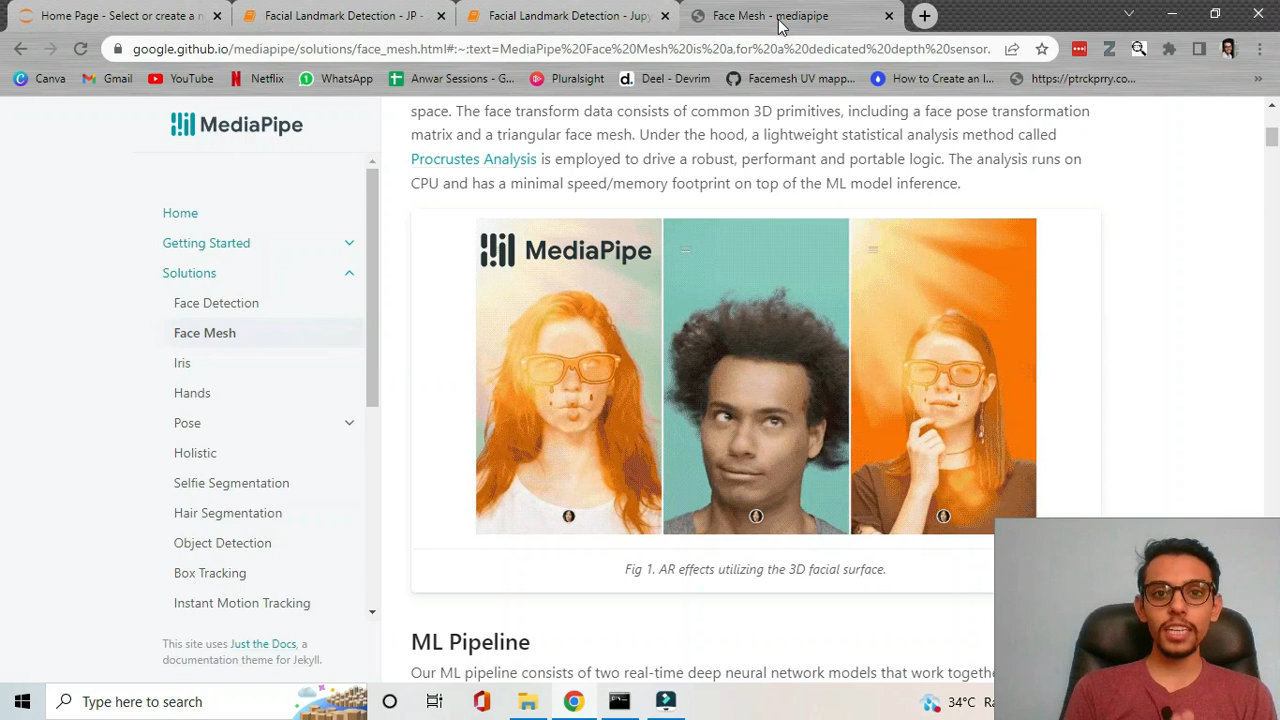 Home Page - Select or create a n
Facial Landmark Detection - JP -
Facial Landmark Detection - Jupy
Face Mesh - mediapipe
google.github.io/mediapipe/solutions/face_mesh.html#:~:text=MediaPipe%20Face%20Mesh%20is%20a,for%20a%20dedicated%20depth%20sensor.
Canva
Gmail
YouTube
Netflix
WhatsApp
Anwar Sessions - G...
Pluralsight
Deel - Devrim
Facemesh UV mapp...
How to Create an I...
https://ptrckprry.co...
MediaPipe
Home
Getting Started
Solutions
Face Detection
Face Mesh
Iris
Hands
Pose
Holistic
Selfie Segmentation
Hair Segmentation
Object Detection
Box Tracking
Instant Motion Tracking
This site uses Just the Docs, a
documentation theme for Jekyll.
space. The face transform data consists of common 3D primitives, including a face pose transformation
matrix and a triangular face mesh. Under the hood, a lightweight statistical analysis method called
Procrustes Analysis is employed to drive a robust, performant and portable logic. The analysis runs on
CPU and has a minimal speed/memory footprint on top of the ML model inference.
MediaPipe
Fig 1. AR effects utilizing the 3D facial surface.
ML Pipeline
Our ML pipeline consists of two real-time deep neural network models that work togethe
Type here to search
34°C Ra